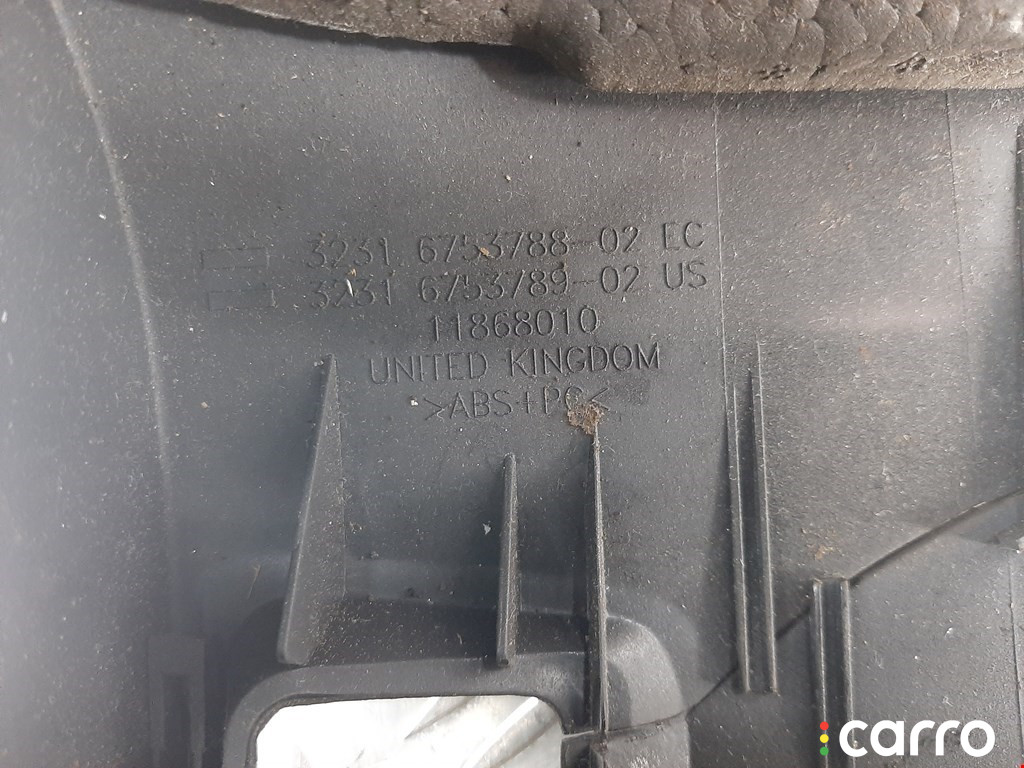 3231 6753788-02 EC
3231 6753789-02 US
11868010
UNITED KINGDOM
>ABS+PC<
carro